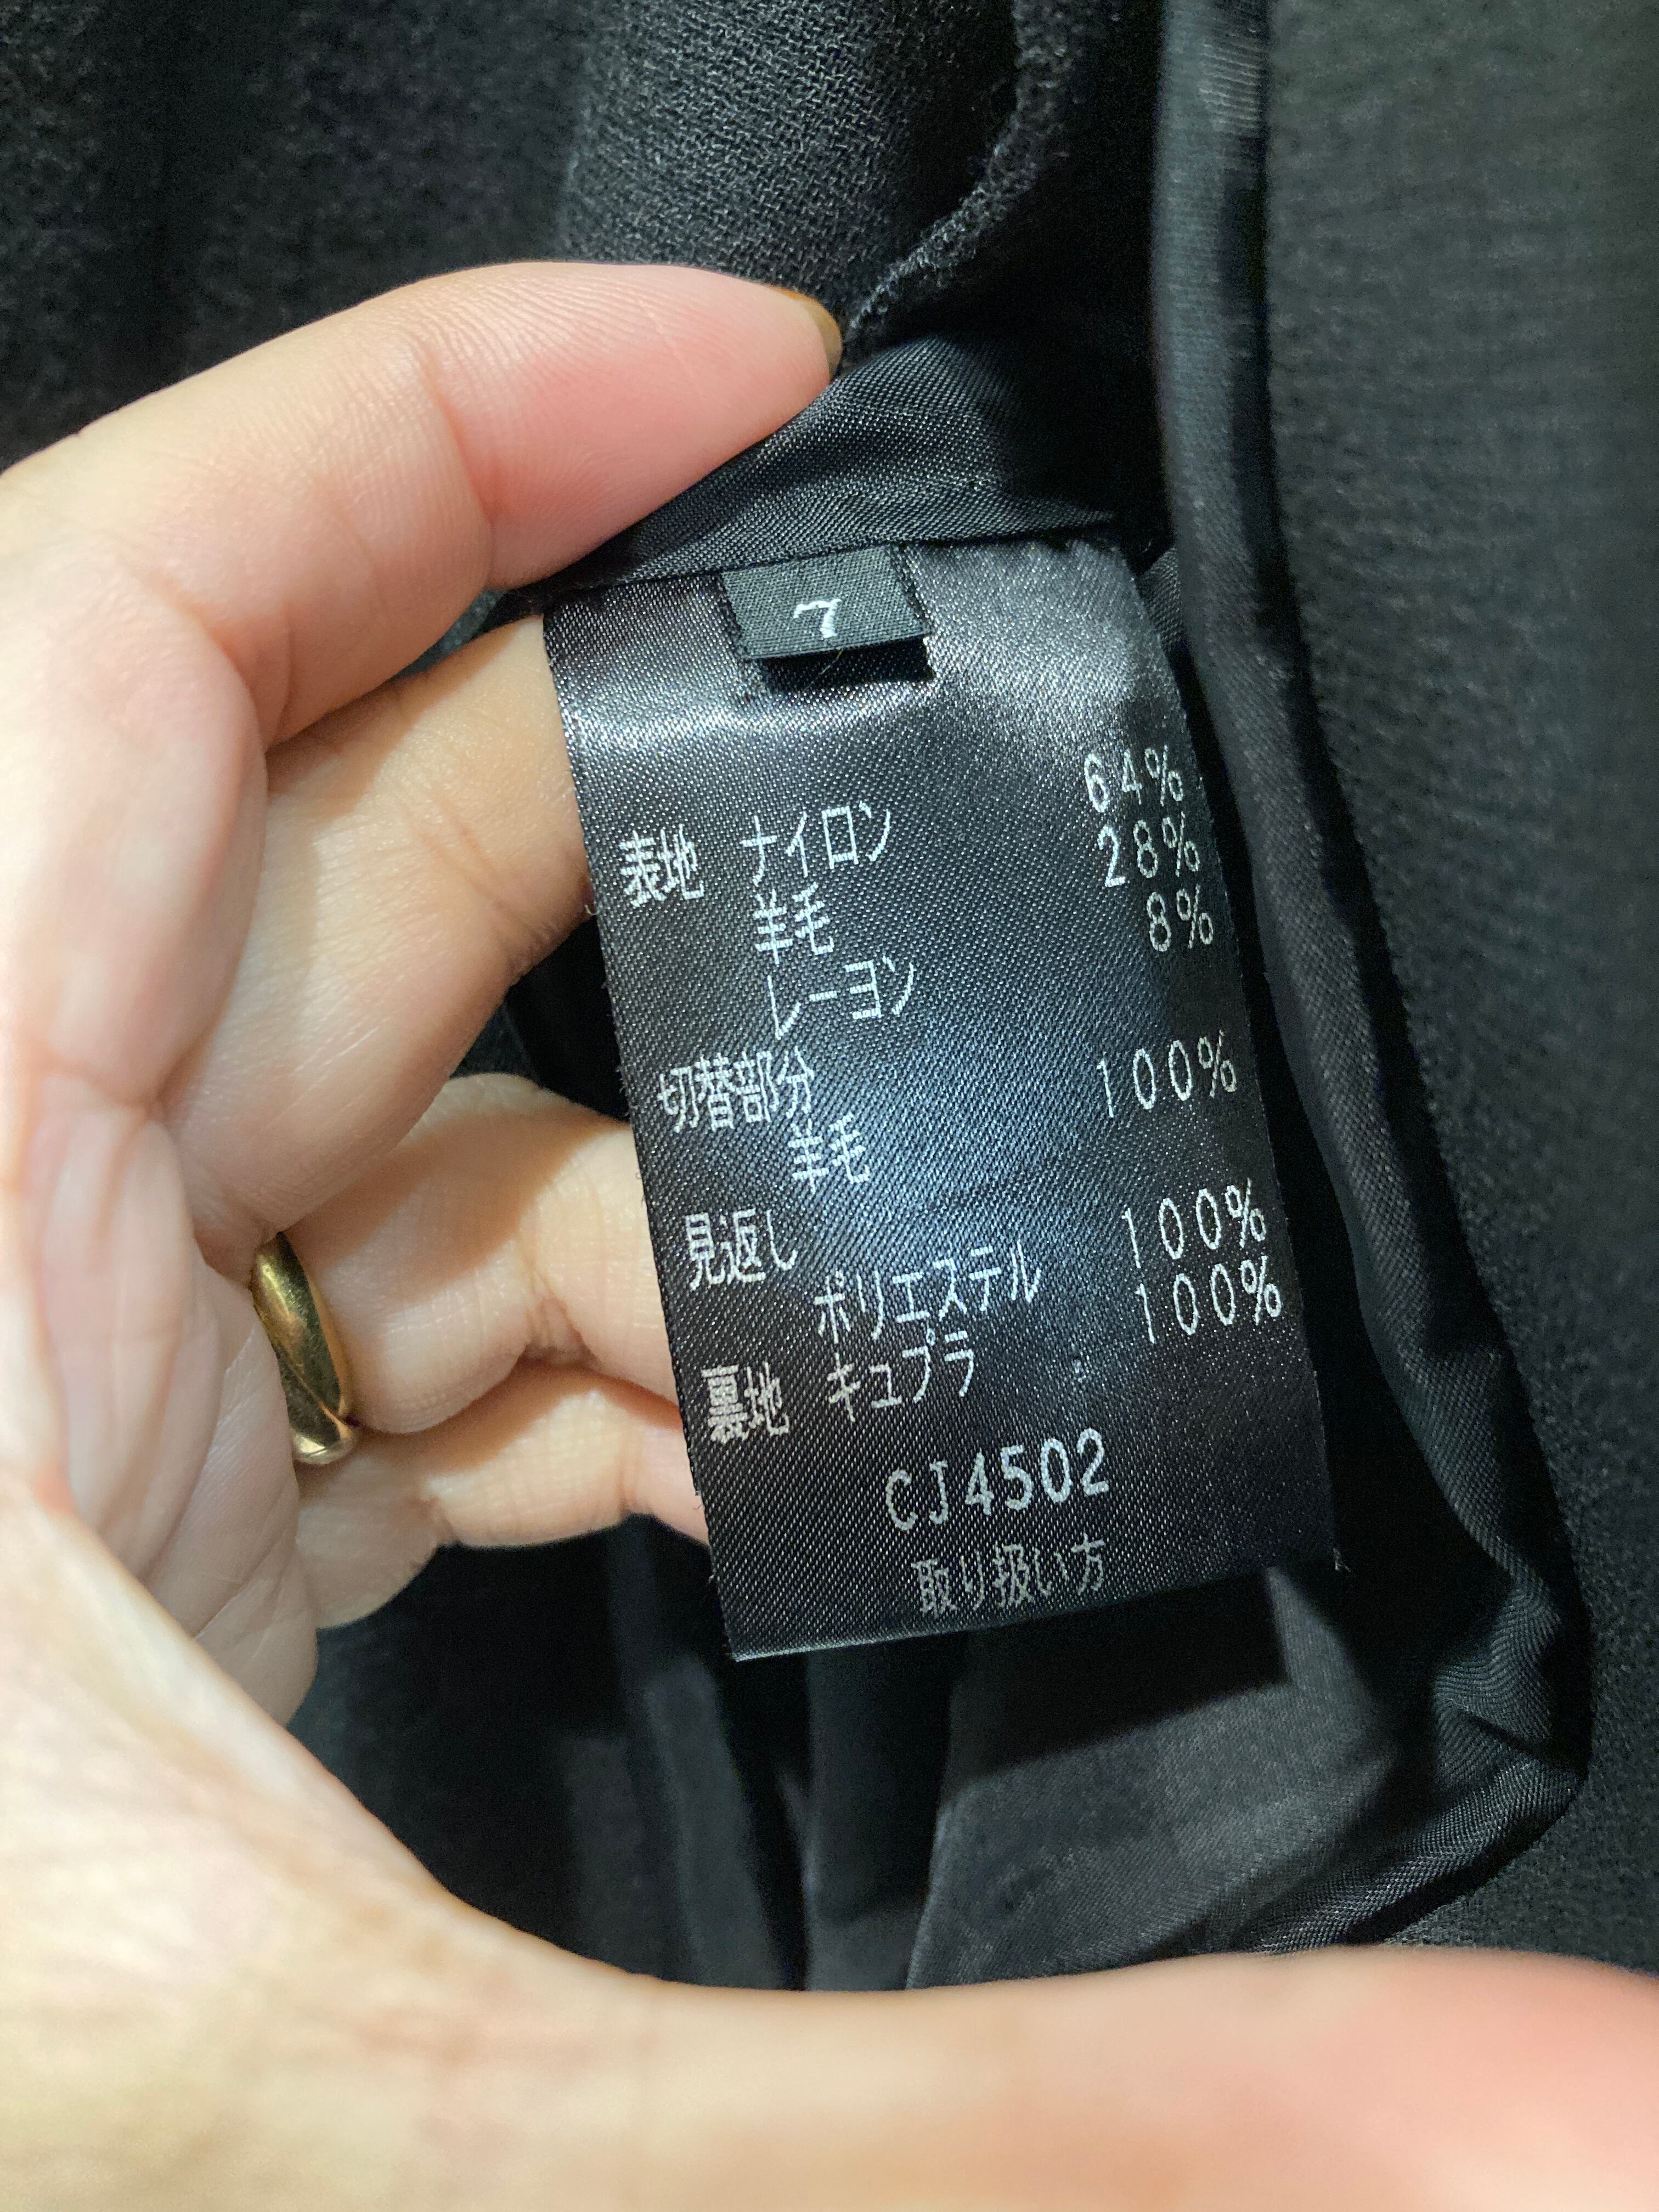 7
表地 ナイロン 64%
羊毛 28%
レーヨン 8%
切替部分
羊毛 100%
見返し
ポリエステル 100%
裏地 キュプラ 100%
CJ4502
取り扱い方